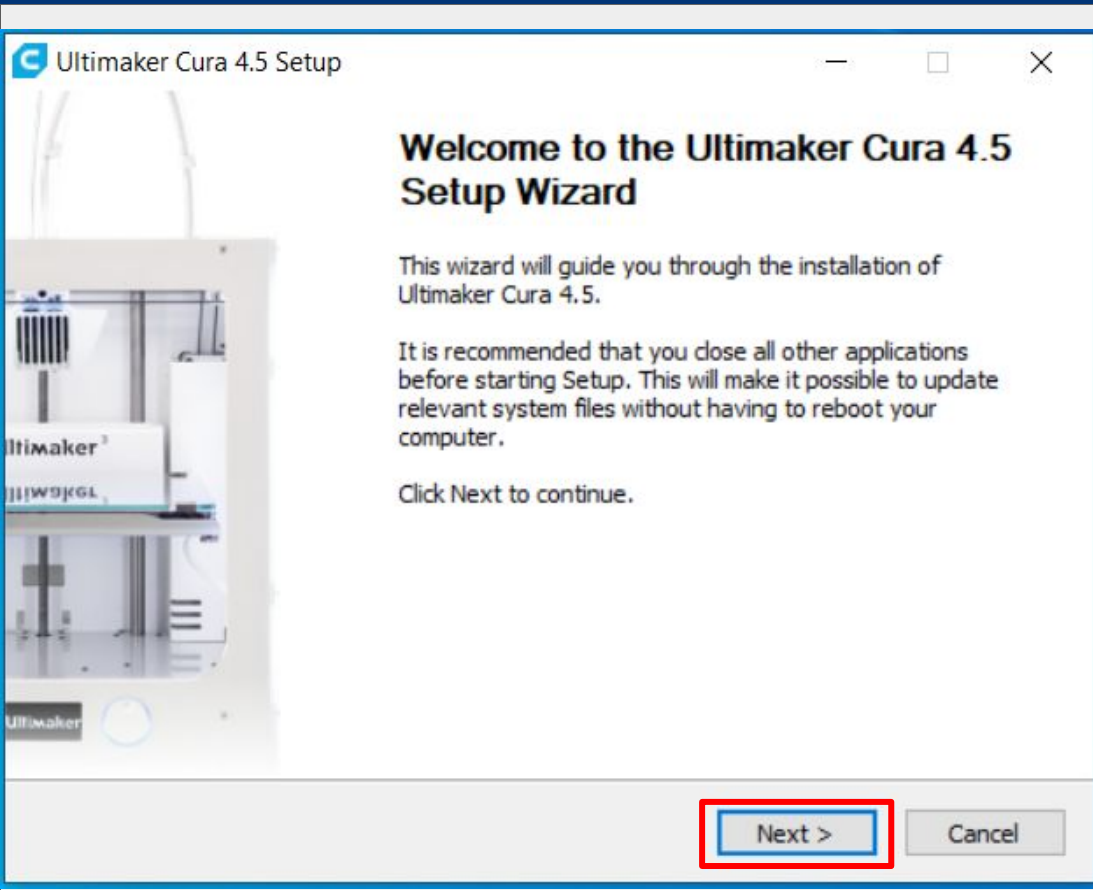 Ultimaker Cura 4.5 Setup
Welcome to the Ultimaker Cura 4.5
Setup Wizard
This wizard will guide you through the installation of
Ultimaker Cura 4.5.
It is recommended that you close all other applications
before starting Setup. This will make it possible to update
relevant system files without having to reboot your
computer.
Click Next to continue.
ltimaker³
Ultimaker
Next >
Cancel